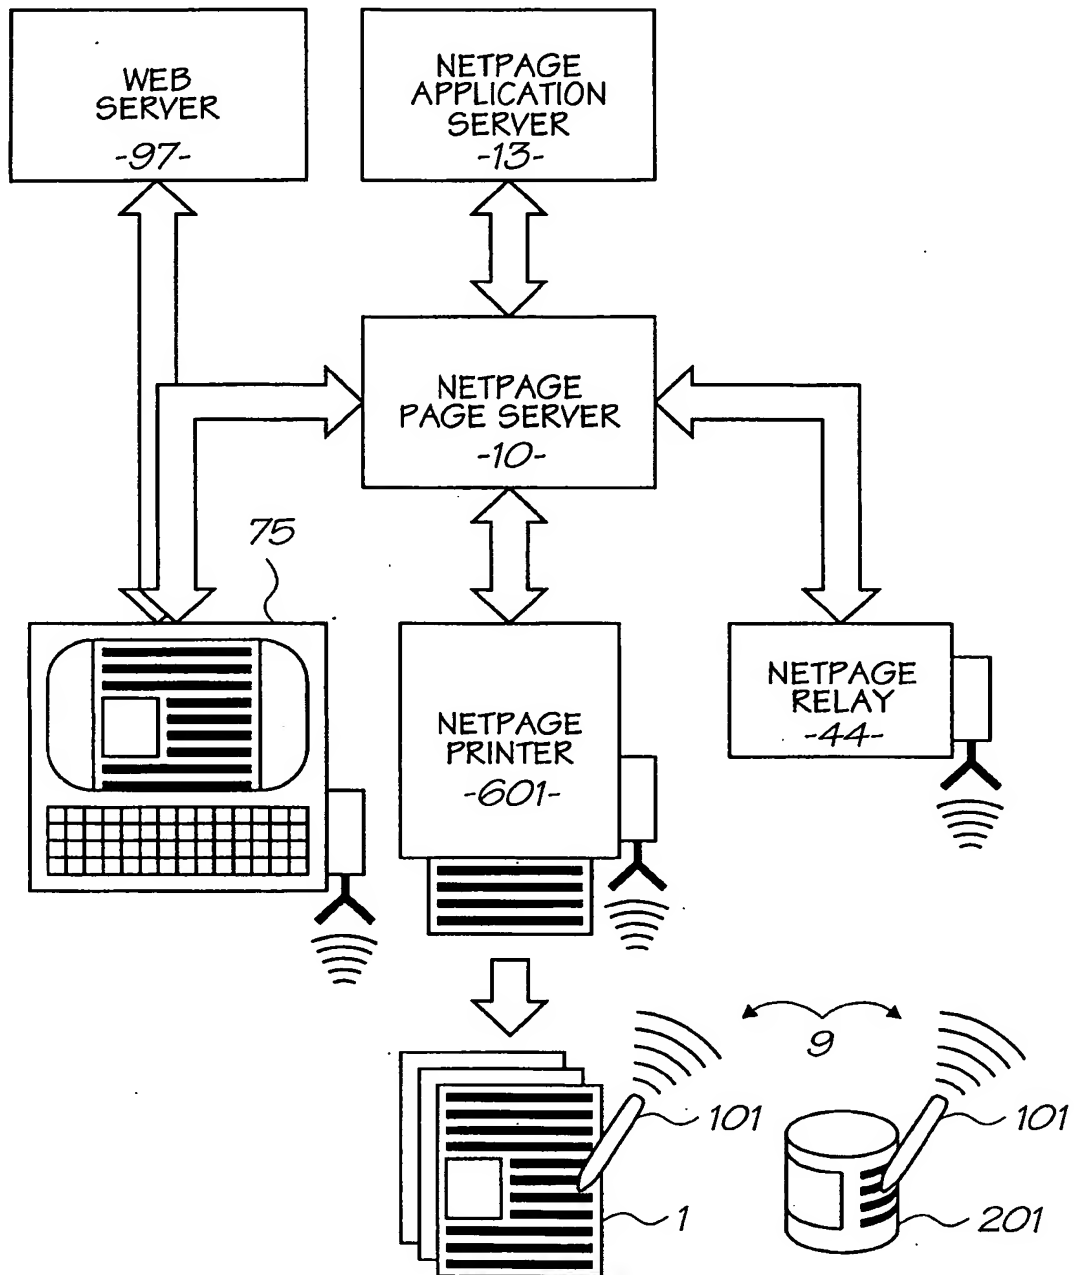 WEB
SERVER
-97-
NETPAGE
APPLICATION
SERVER
-13-
NETPAGE
PAGE SERVER
-10-
75
NETPAGE
PRINTER
-601-
NETPAGE
RELAY
-44-
9
101
101
1
201